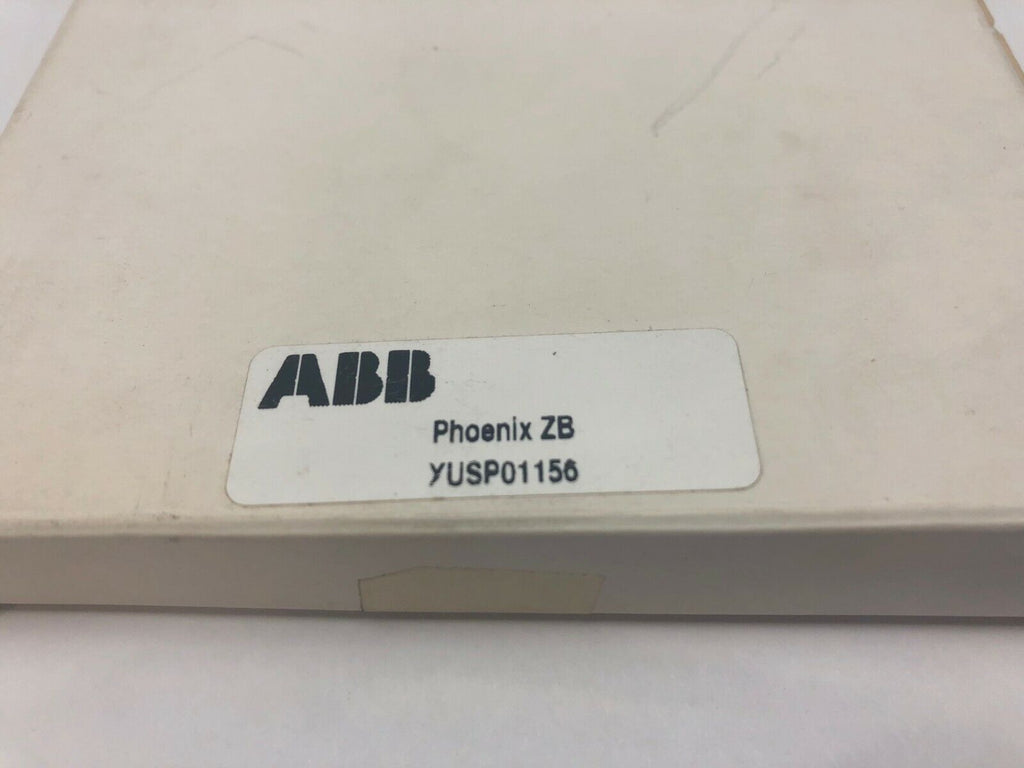 ABB
Phoenix ZB
YUSP01156